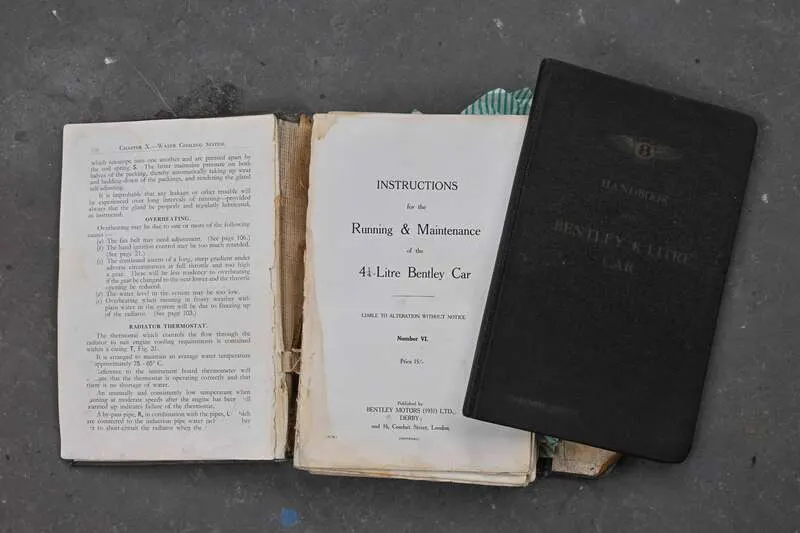 CHAPTER X.—WATER COOLING SYSTEM.
which telescope into one another and are pressed apart by
the coil spring S. The latter maintains pressure on both
halves of the packing, thereby automatically taking up wear
and bedding-down of the packings, and rendering the gland
self-adjusting.
It is improbable that any leakage or other trouble will
be experienced over long periods of running—provided
always that the gland be properly and regularly lubricated,
as instructed.
OVERHEATING.
Overheating may be due to one or more of the following
causes :—
(a) The fan belt may need adjustment. (See page 106.)
(b) The hand ignition control may be too much retarded.
(See page 21.)
(c) The continued ascent of a long, steep gradient under
adverse circumstances at full throttle and too high
a gear. There will be less tendency to overheating
if the gear be changed to the next lower and the throttle
opening be reduced.
(d) The water level in the system may be too low.
(e) Overheating when running in frosty weather with
plain water in the system will be due to freezing up
of the radiator. (See page 103.)
RADIATOR THERMOSTAT.
The thermostat which controls the flow through the
radiator to suit engine cooling requirements is contained
within a casing T, Fig. 31.
It is arranged to maintain an average water temperature
approximately 75—85° C.
Reference to the instrument board thermometer will
that the thermostat is operating correctly and that
there is no shortage of water.
An unusually and consistently low temperature when
running at moderate speeds after the engine has been
warmed up indicates failure of the thermostat.
A by-pass pipe, R, in combination with the pipes,
are connected to the induction pipe water
to short-circuit the radiator when the
INSTRUCTIONS
for the
Running & Maintenance
of the
4¼-Litre Bentley Car
LIABLE TO ALTERATION WITHOUT NOTICE.
Number VI.
Price 15/-
Published by
BENTLEY MOTORS (1931) LTD.,
DERBY
and 16, Conduit Street, London.
B
HANDBOOK
BENTLEY LITRE
CAR